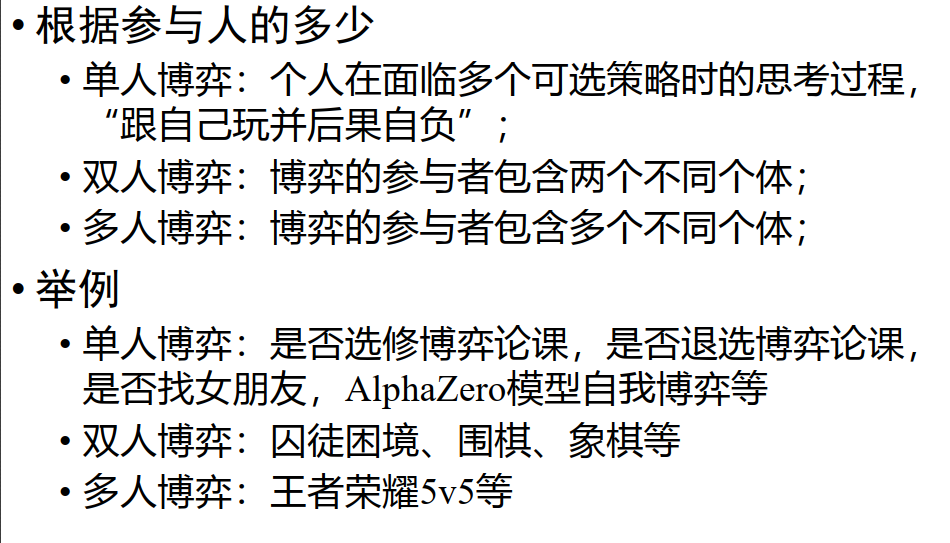 • 根据参与人的多少
• 单人博弈：个人在面临多个可选策略时的思考过程，
“跟自己玩并后果自负”；
• 双人博弈：博弈的参与者包含两个不同个体；
• 多人博弈：博弈的参与者包含多个不同个体；
• 举例
• 单人博弈：是否选修博弈论课，是否退选博弈论课，
是否找女朋友，AlphaZero模型自我博弈等
• 双人博弈：囚徒困境、围棋、象棋等
• 多人博弈：王者荣耀5v5等